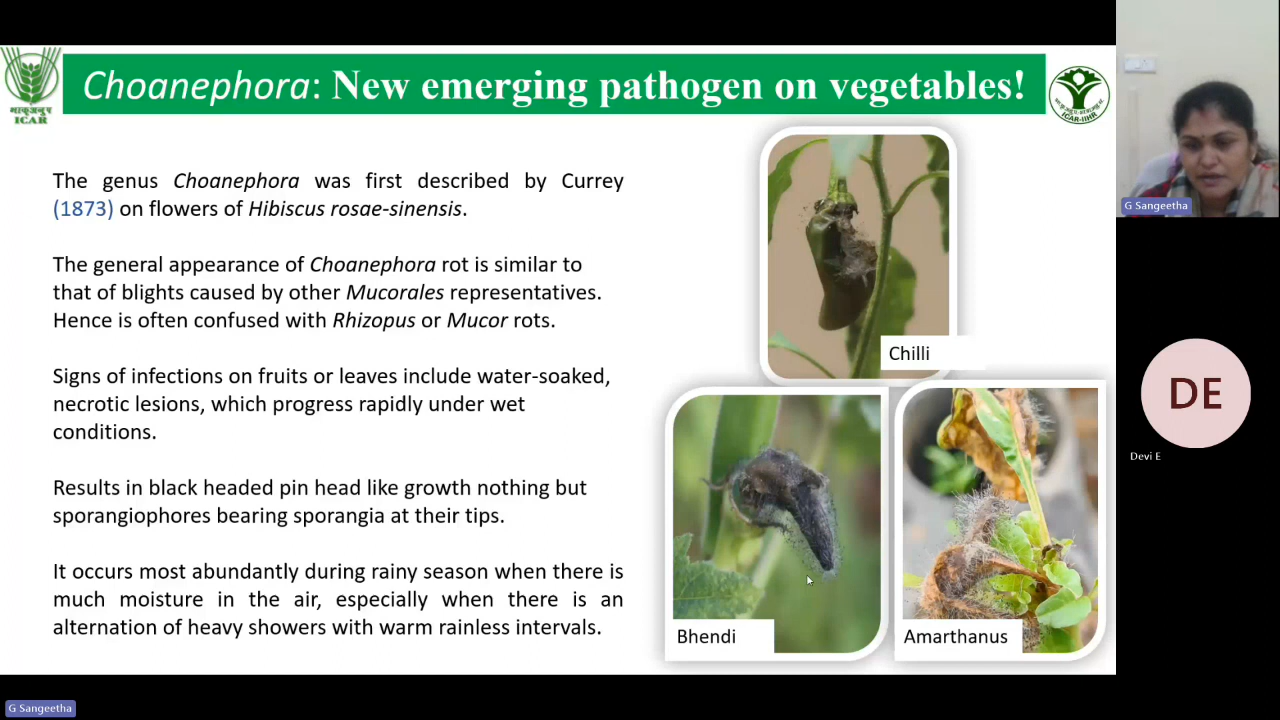 Choanephora: New emerging pathogen on vegetables!
ICAR
ICAR-IIHR
The genus Choanephora was first described by Currey
(1873) on flowers of Hibiscus rosae-sinensis.
The general appearance of Choanephora rot is similar to
that of blights caused by other Mucorales representatives.
Hence is often confused with Rhizopus or Mucor rots.
Signs of infections on fruits or leaves include water-soaked,
necrotic lesions, which progress rapidly under wet
conditions.
Results in black headed pin head like growth nothing but
sporangiophores bearing sporangia at their tips.
It occurs most abundantly during rainy season when there is
much moisture in the air, especially when there is an
alternation of heavy showers with warm rainless intervals.
Chilli
Bhendi
Amarthanus
G Sangeetha
DE
Devi E
G Sangeetha